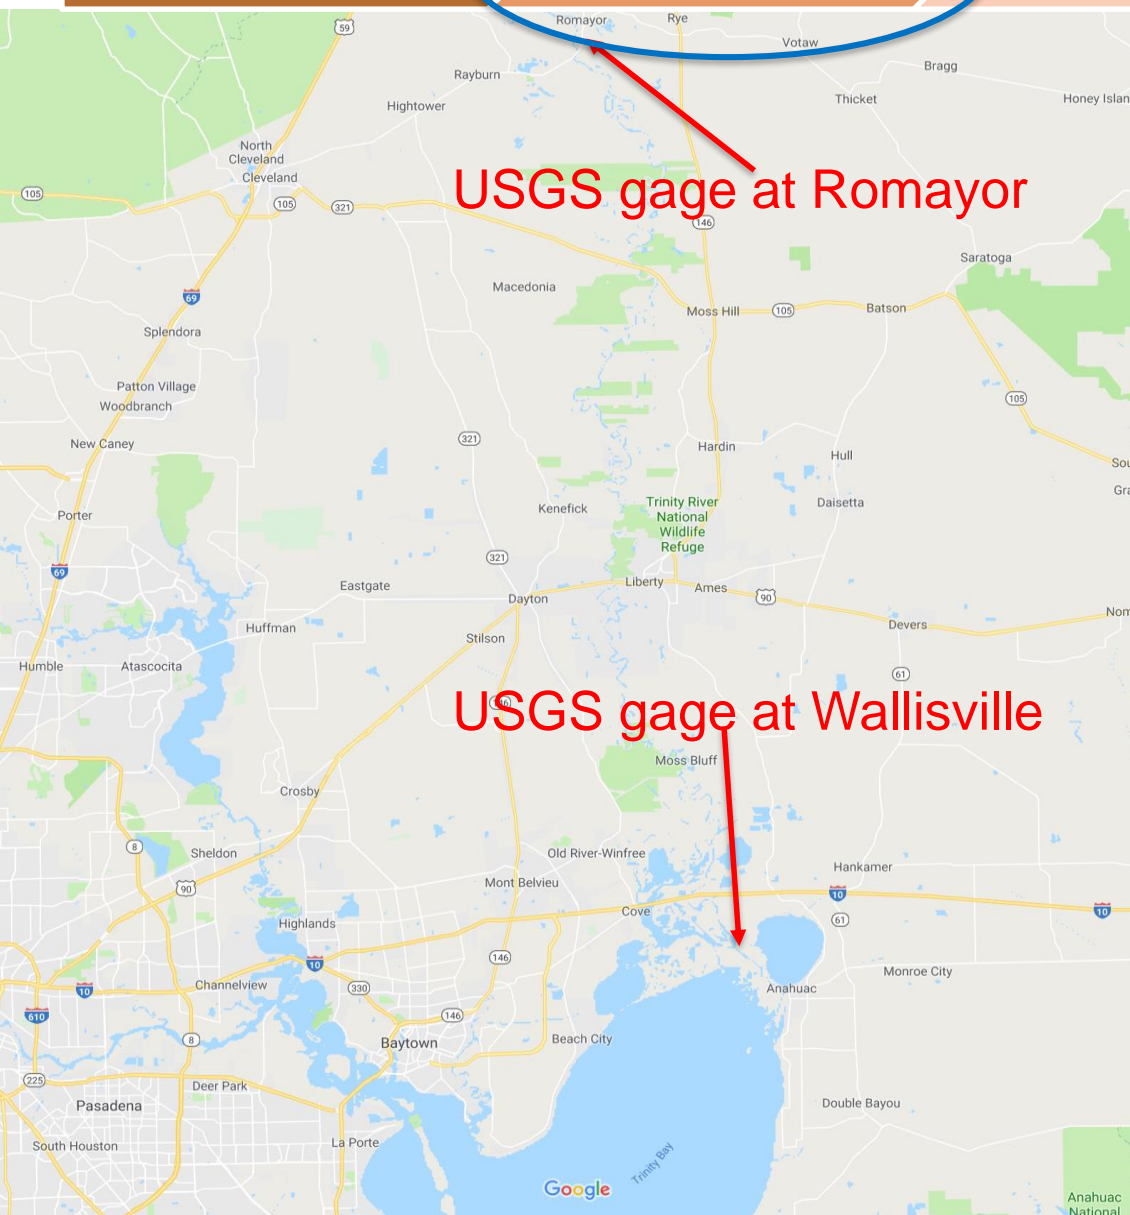 59
Romayor
Rye
Votaw
Rayburn
Bragg
Hightower
Thicket
Honey Islan
North
Cleveland
Cleveland
USGS gage at Romayor
105
105
321
146
Saratoga
Macedonia
69
Moss Hill
105
Batson
Splendora
Patton Village
Woodbranch
105
New Caney
321
Hardin
Hull
Sou
Gra
Trinity River
National
Wildlife
Refuge
Kenefick
Daisetta
Porter
321
69
Eastgate
Liberty
Ames
90
Dayton
Nom
Huffman
Stilson
Devers
Humble
Atascocita
61
146
USGS gage at Wallisville
Moss Bluff
Crosby
8
Sheldon
Old River-Winfree
Hankamer
90
Mont Belvieu
10
10
Cove
61
Highlands
146
10
Monroe City
Channelview
330
10
Anahuac
610
146
8
Baytown
Beach City
225
Deer Park
Pasadena
Double Bayou
South Houston
La Porte
Trinity Bay
Google
Anahuac
National